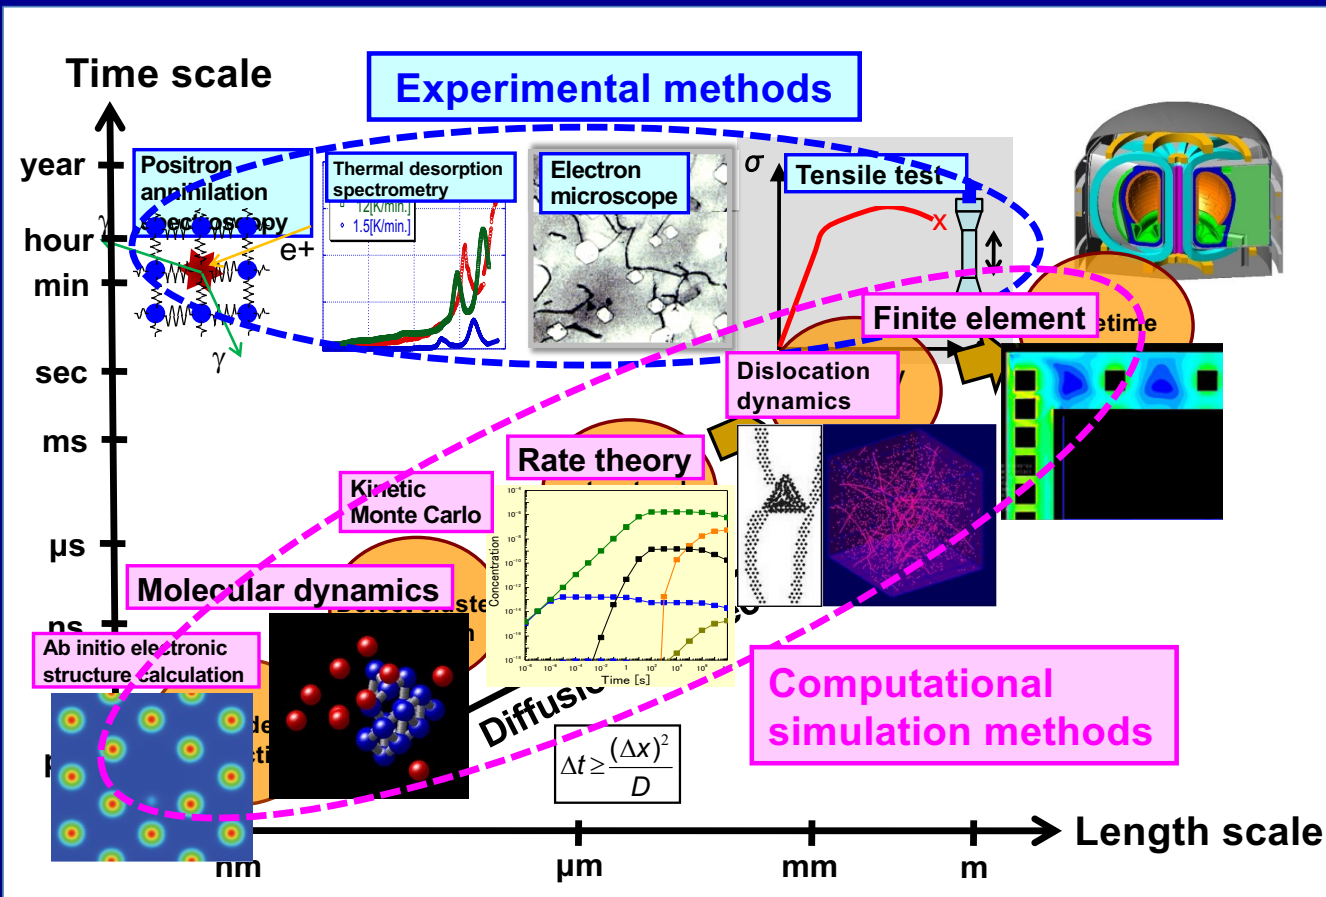 Time scale
Experimental methods
year
hour
min
sec
ms
µs
ns
Positron
annihilation
spectroscopy
γ
e+
γ
Thermal desorption
spectrometry
12[K/min.]
1.5[K/min.]
Electron
microscope
σ
Tensile test
x
Finite element
Dislocation
dynamics
Rate theory
Kinetic
Monte Carlo
Molecular dynamics
Ab initio electronic
structure calculation
Concentration
Time [s]
Computational
simulation methods
Δt ≥ (Δx)² / D
Length scale
nm
µm
mm
m